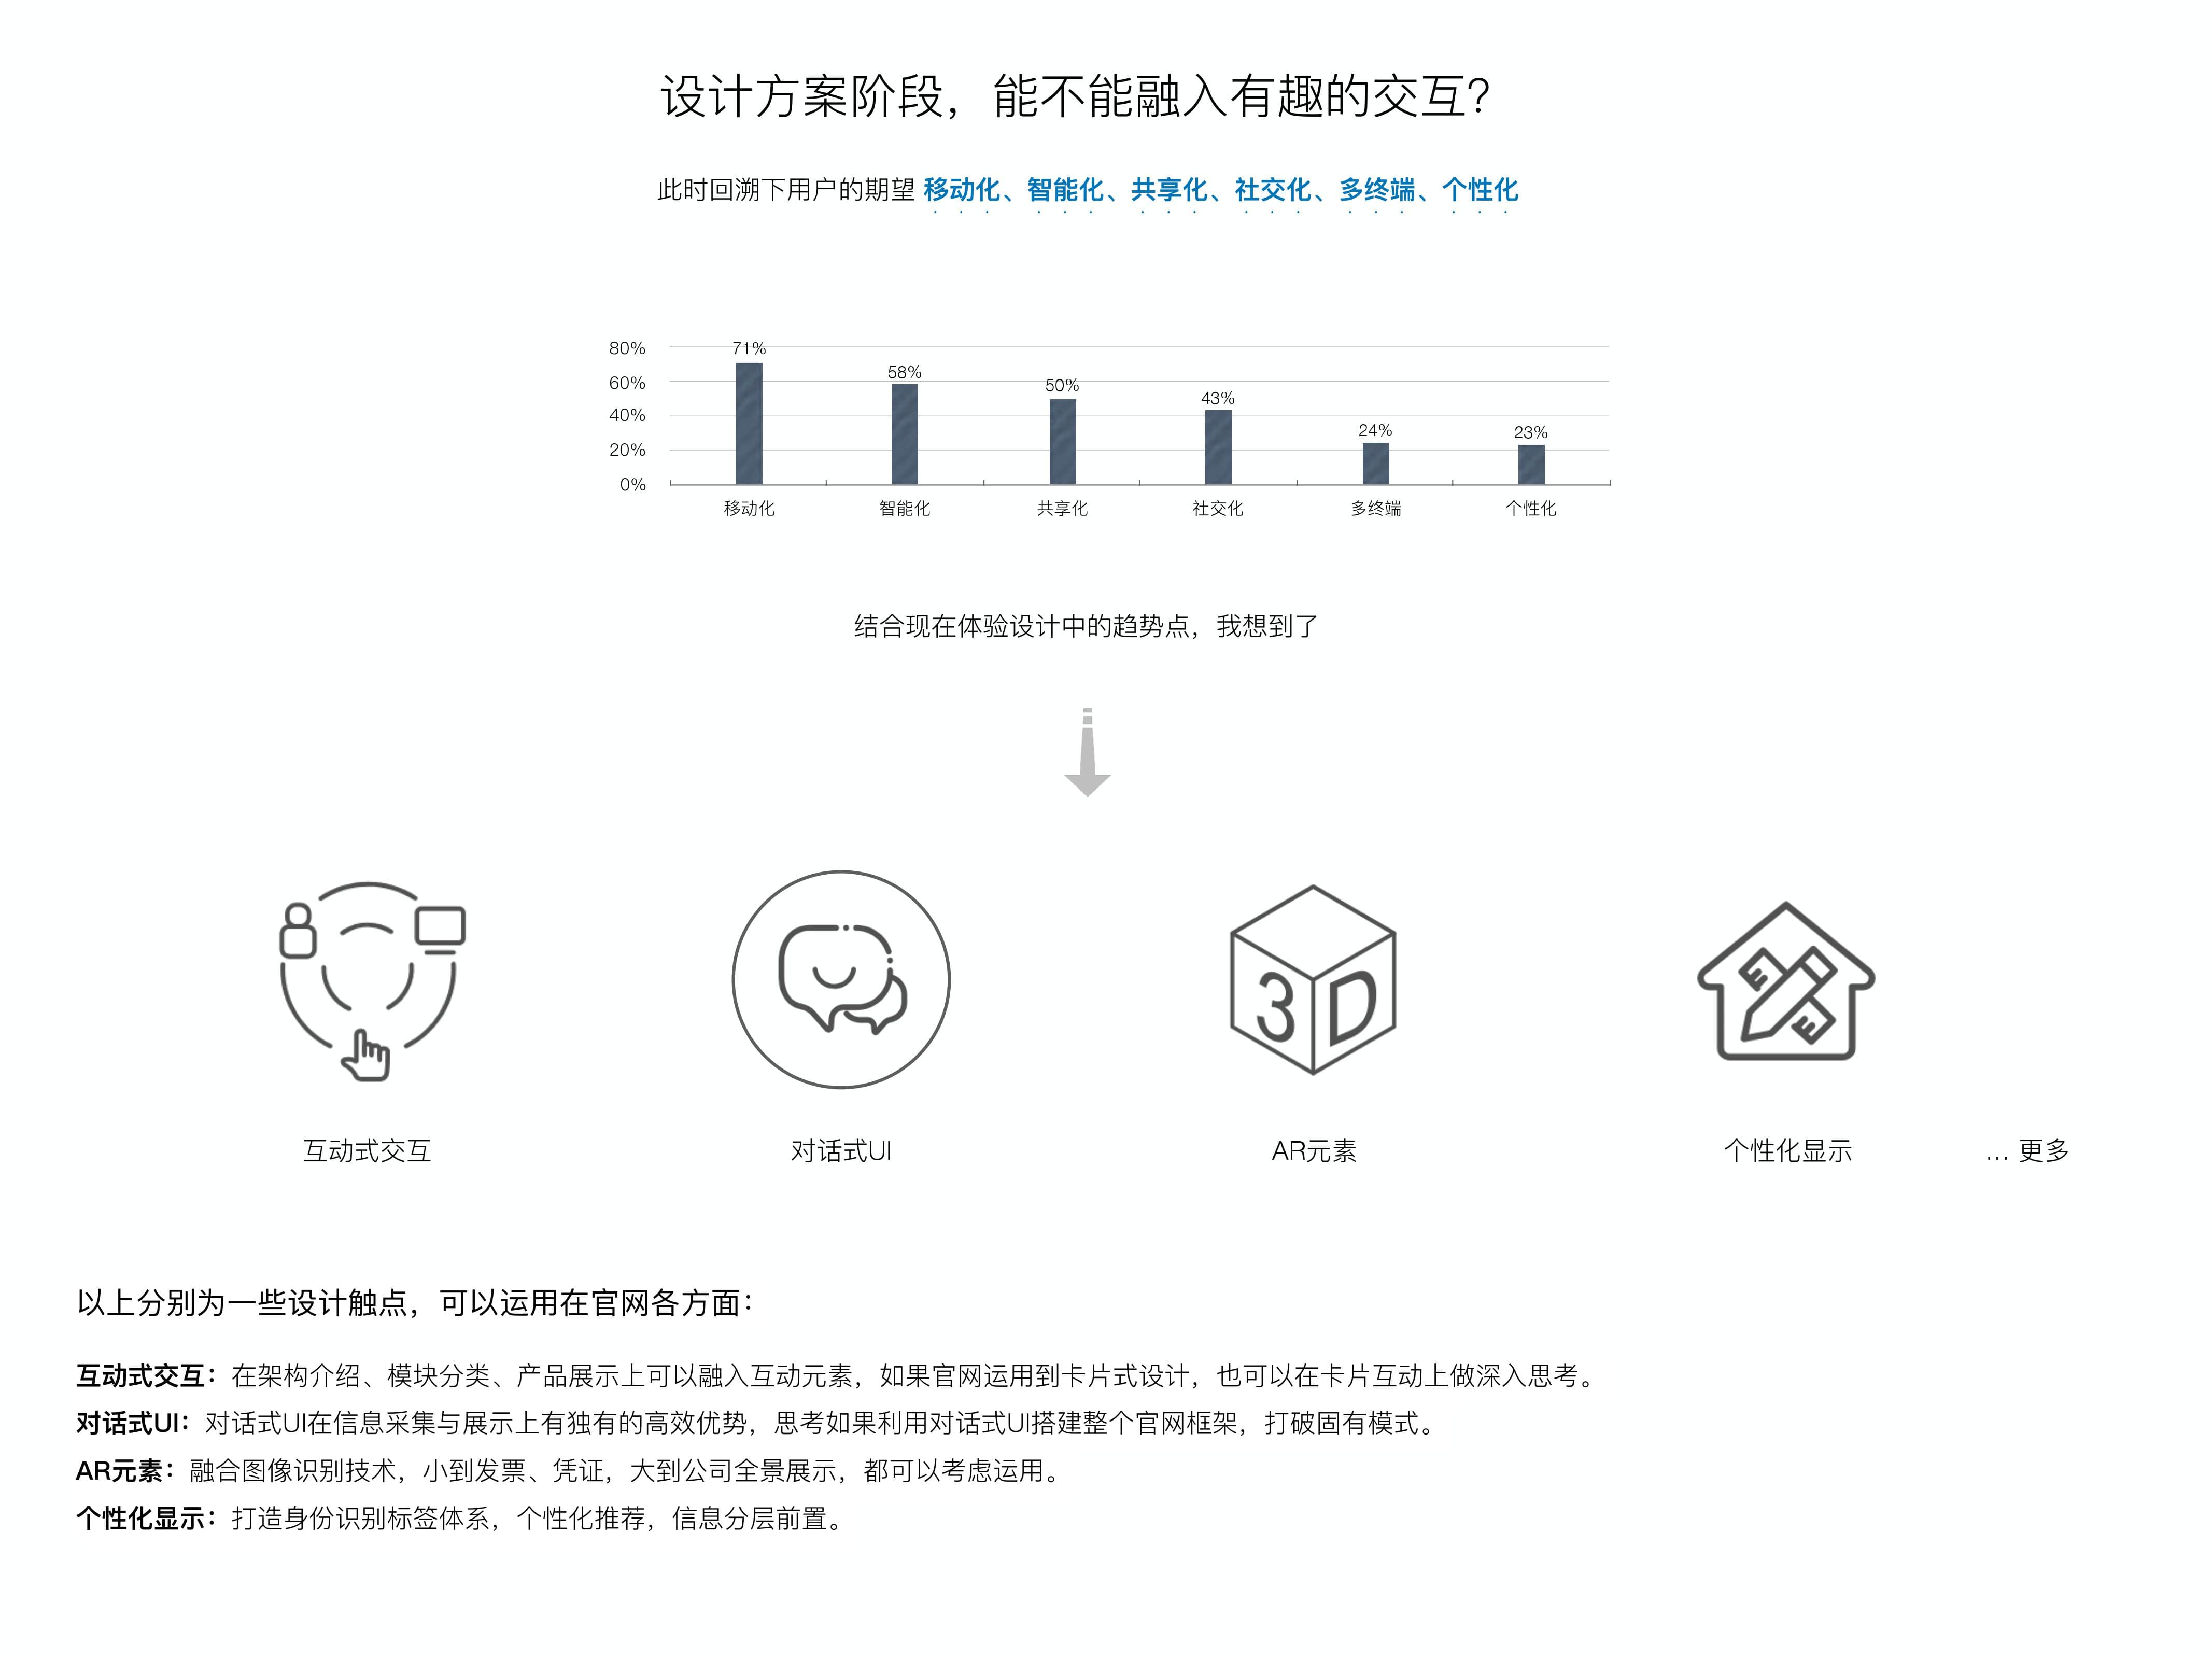 设计方案阶段，能不能融入有趣的交互？
此时回溯下用户的期望 移动化、智能化、共享化、社交化、多终端、个性化
80%
60%
40%
20%
0%
71%
58%
50%
43%
24%
23%
移动化
智能化
共享化
社交化
多终端
个性化
结合现在体验设计中的趋势点，我想到了
3D
互动式交互
对话式UI
AR元素
个性化显示
... 更多
以上分别为一些设计触点，可以运用在官网各方面：
互动式交互：在架构介绍、模块分类、产品展示上可以融入互动元素，如果官网运用到卡片式设计，也可以在卡片互动上做深入思考。
对话式UI：对话式UI在信息采集与展示上有独有的高效优势，思考如果利用对话式UI搭建整个官网框架，打破固有模式。
AR元素：融合图像识别技术，小到发票、凭证，大到公司全景展示，都可以考虑运用。
个性化显示：打造身份识别标签体系，个性化推荐，信息分层前置。